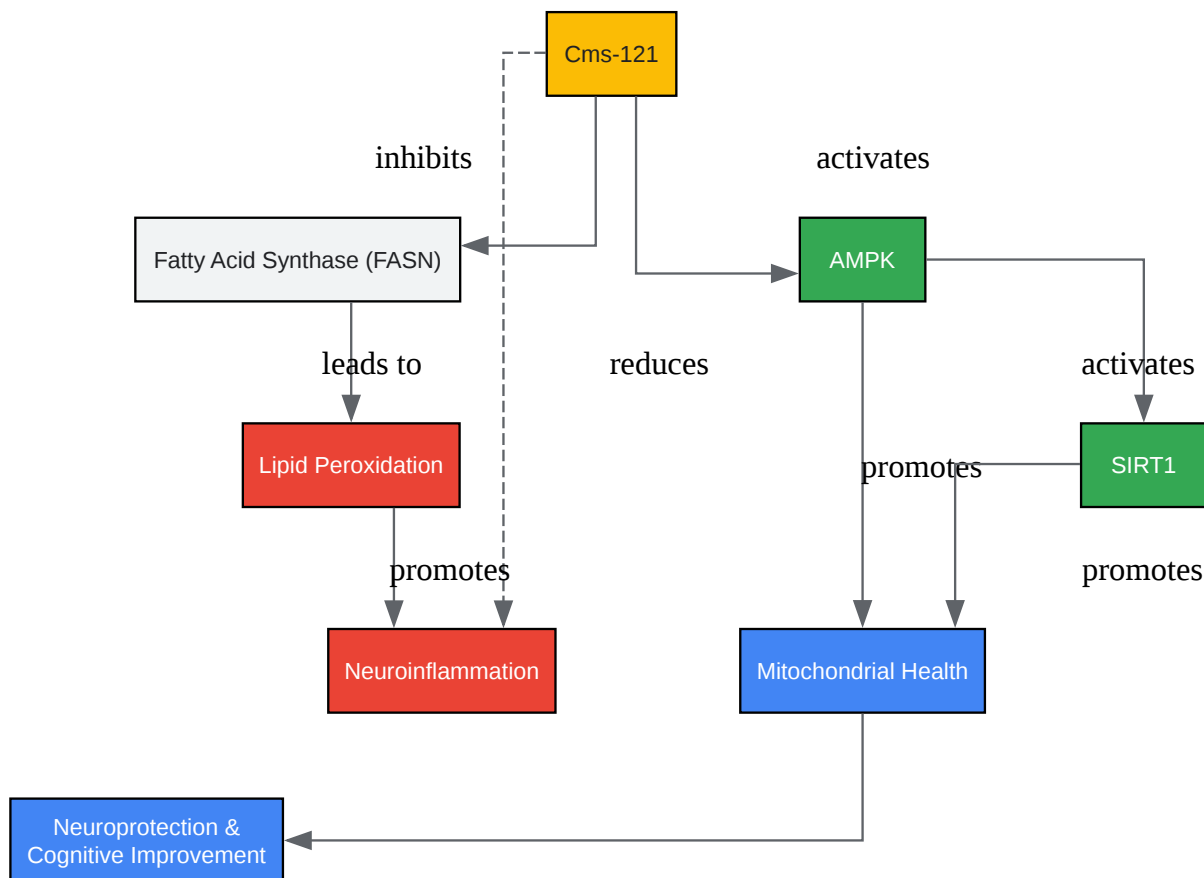 Cms-121
inhibits
activates
Fatty Acid Synthase (FASN)
AMPK
leads to
reduces
activates
Lipid Peroxidation
promotes
SIRT1
promotes
promotes
Neuroinflammation
Mitochondrial Health
Neuroprotection &
Cognitive Improvement